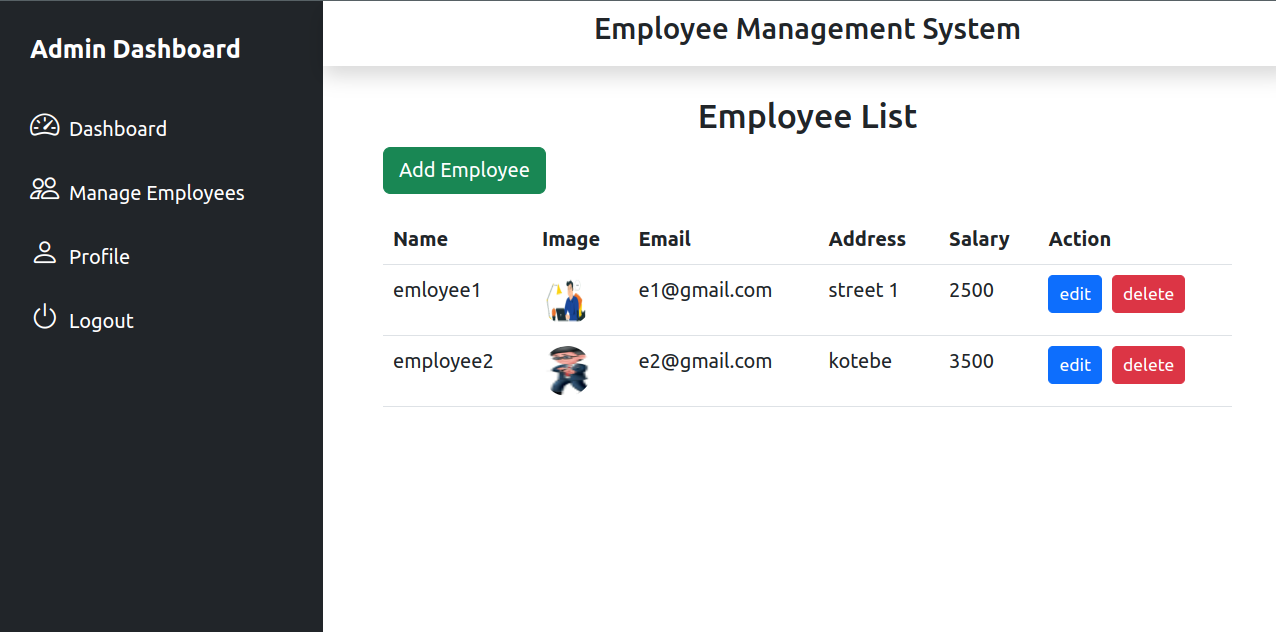 Admin Dashboard
Dashboard
Manage Employees
Profile
Logout
Employee Management System
Employee List
Add Employee
Name Image Email Address Salary Action
emloyee1 e1@gmail.com street 1 2500 edit delete
employee2 e2@gmail.com kotebe 3500 edit delete